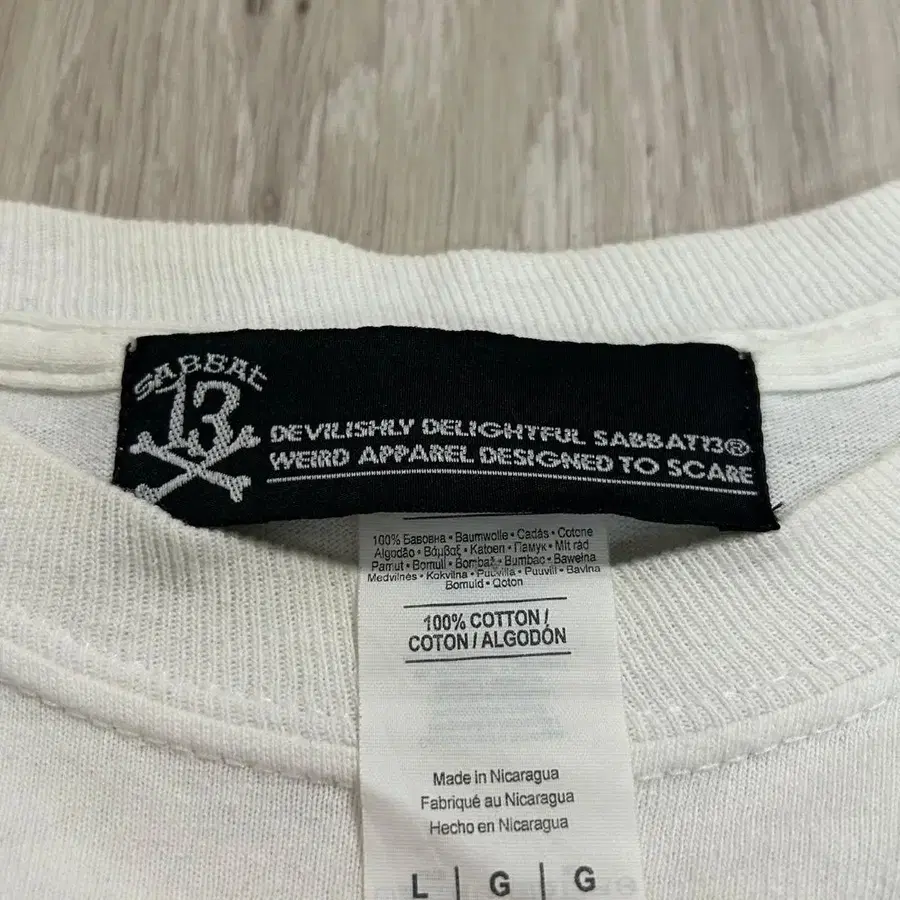 SABBAT
13
DEVILISHLY DELIGHTFUL SABBAT13®
WEIRD APPAREL DESIGNED TO SCARE
100% Бавовна • Baumwolle • Cadás • Cotone
Algodão • Βάμβαξ • Katoen • Памук • Mit rád
Pamut • Bomull • Bombaž • Bumbac • Bawełna
Medvilnės • Kokvilna • Puuvilla • Puuvill • Bavlna
Bomuld • Qoton
100% COTTON /
COTON / ALGODÓN
Made in Nicaragua
Fabriqué au Nicaragua
Hecho en Nicaragua
L | G | G